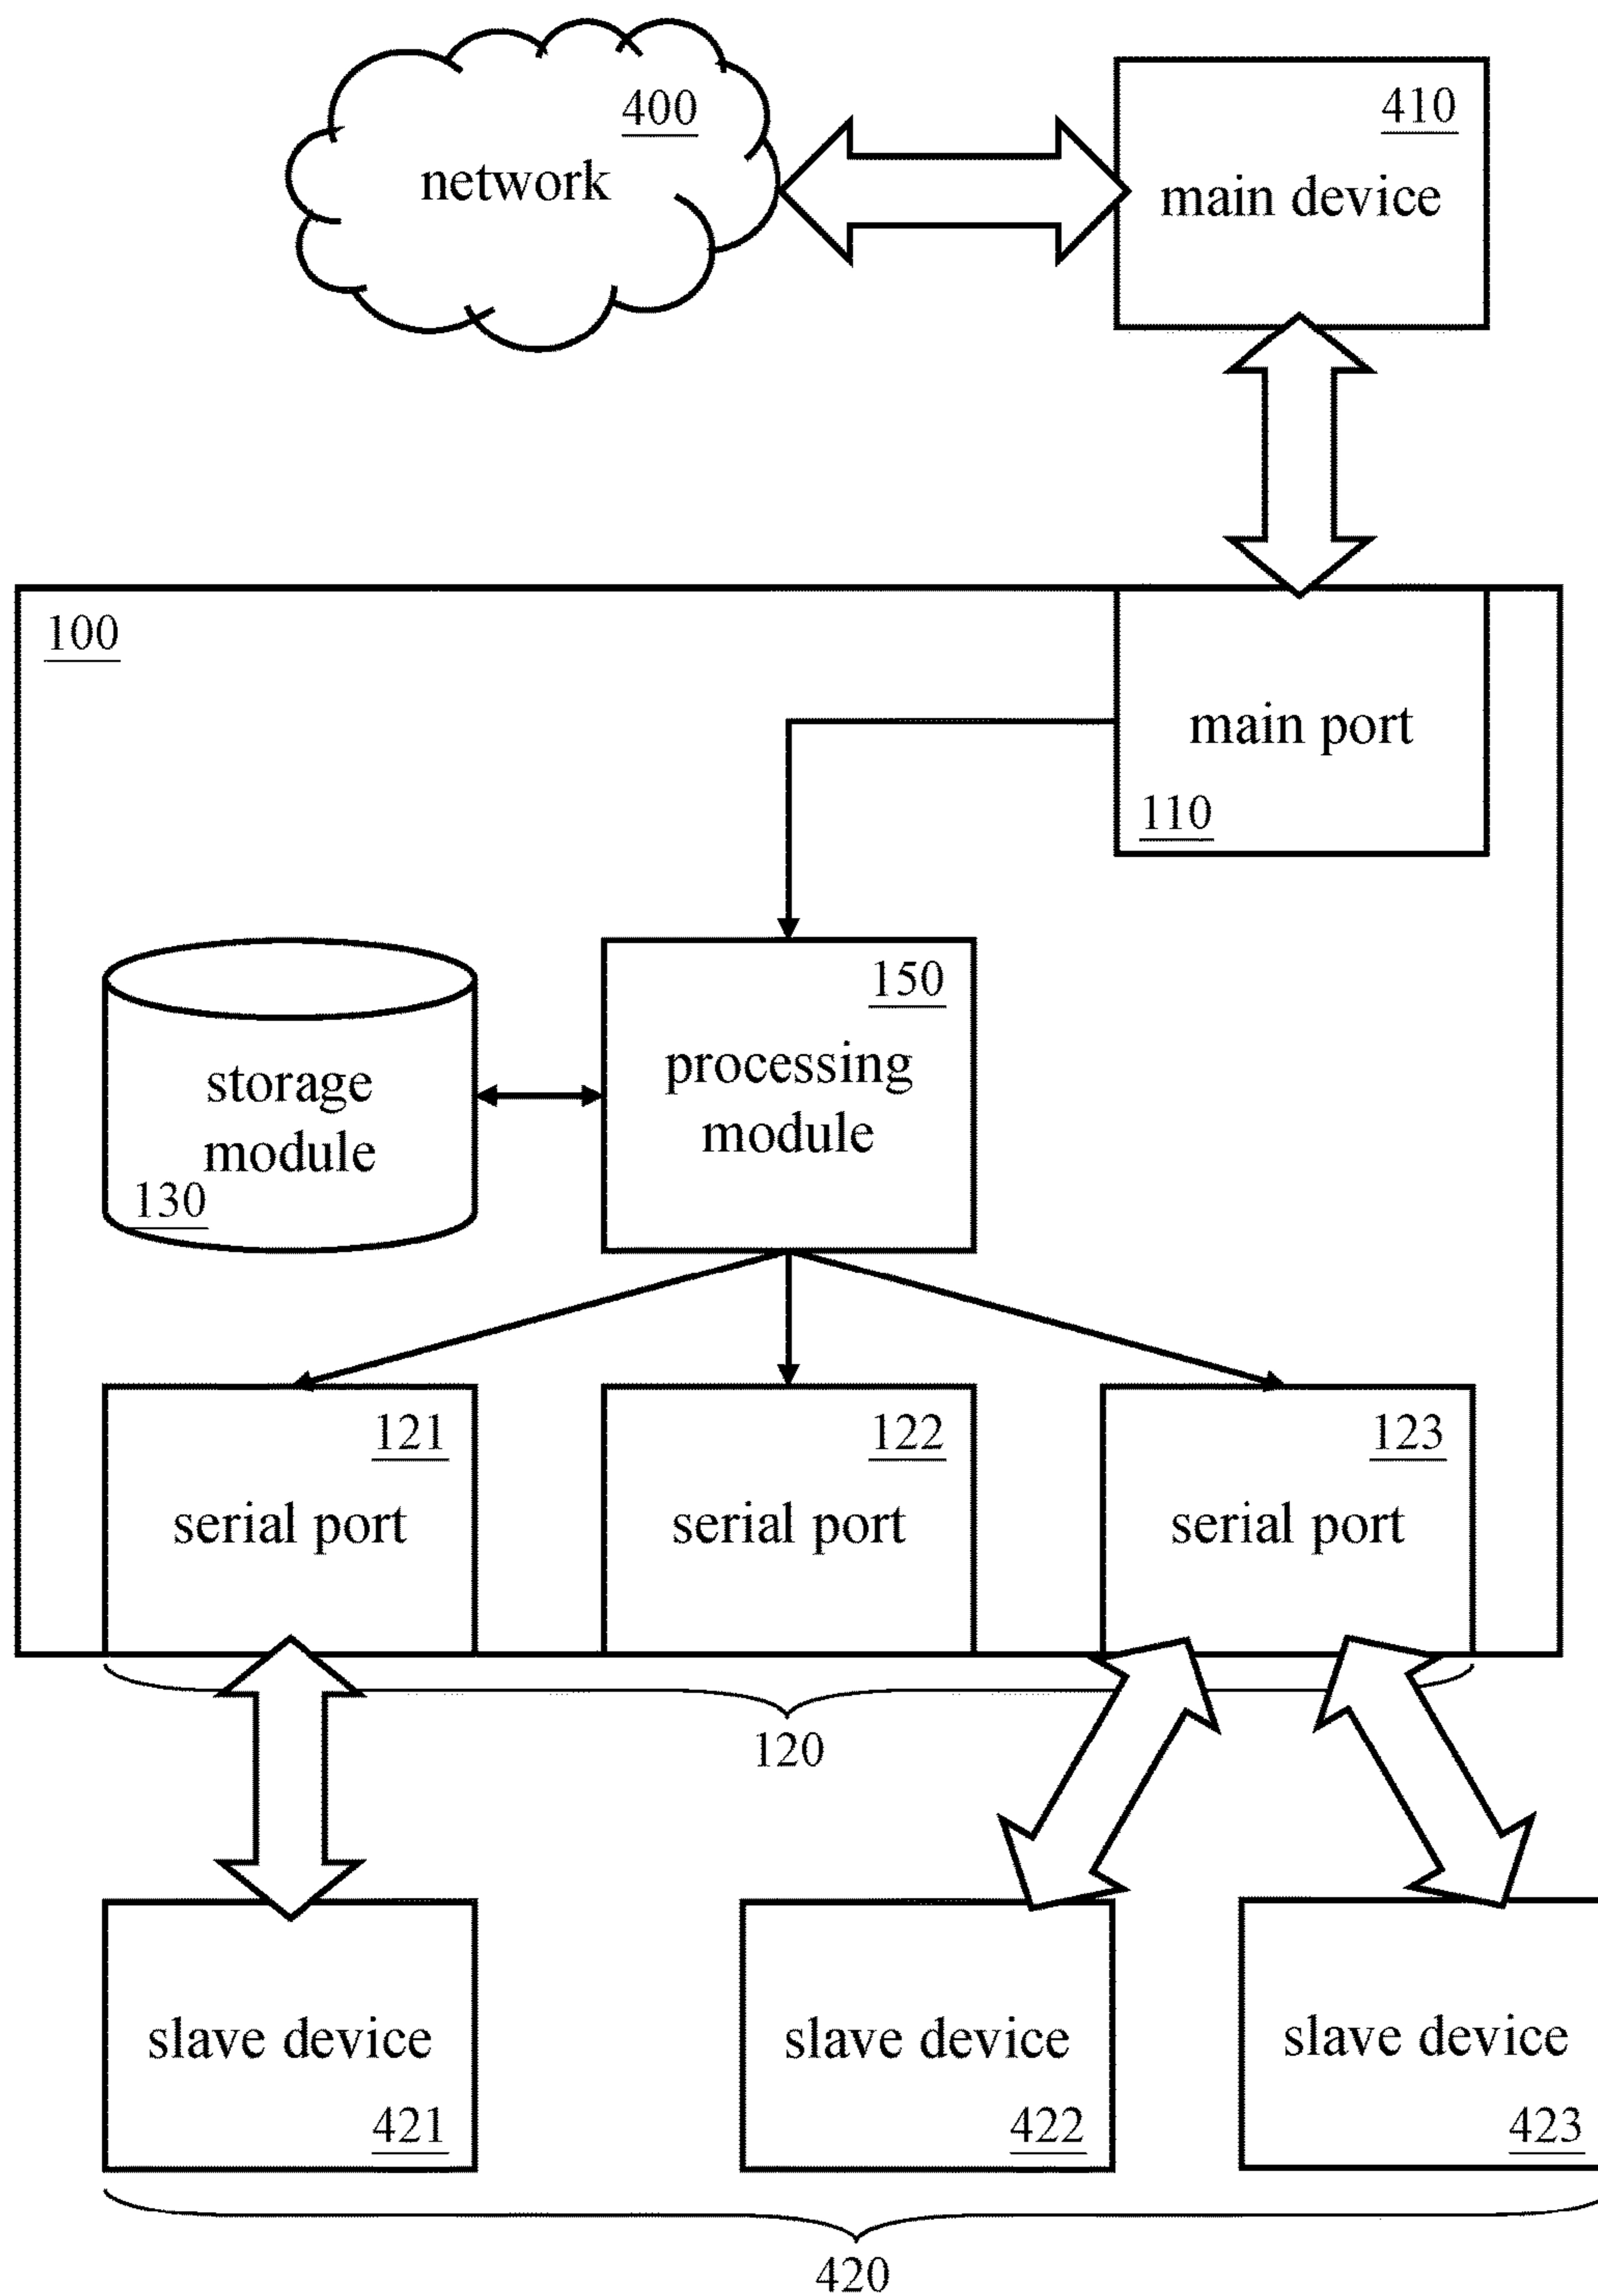 400
network
410
main device
100
main port
110
150
processing
module
storage
module
130
121
serial port
122
serial port
123
serial port
120
slave device
421
slave device
422
slave device
423
420